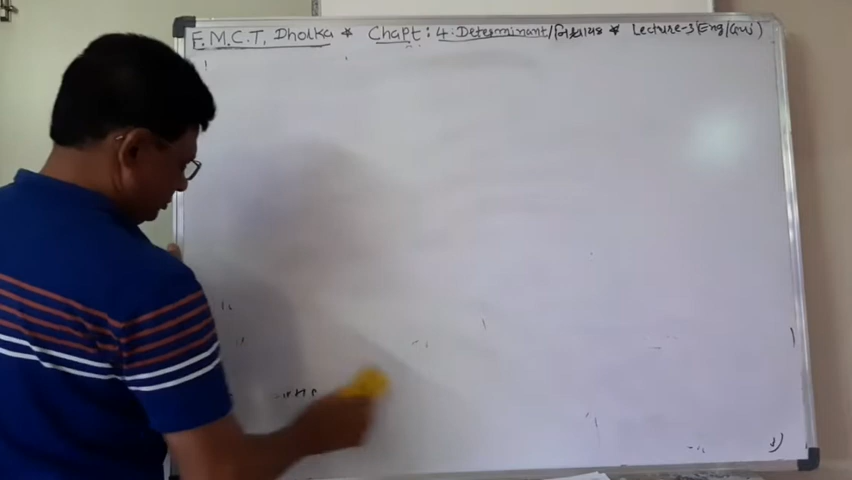 E.M.C.T. Dholka * Chapt : 4. Determinant/નિશ્ચાયક * Lecture-3(Eng/Guj)